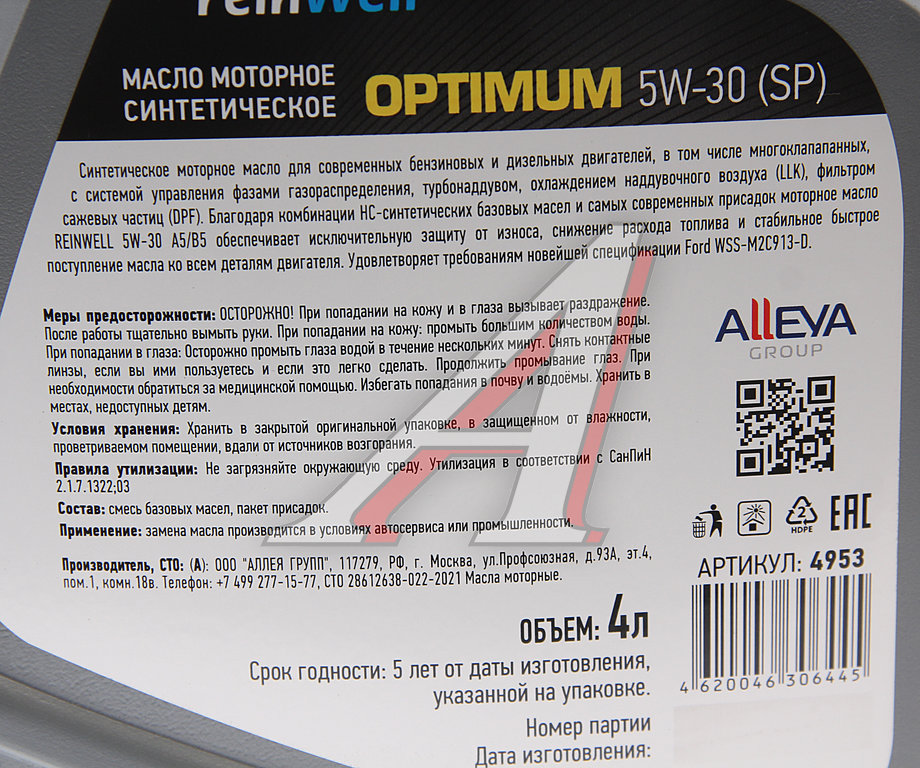 reinwell
МАСЛО МОТОРНОЕ
СИНТЕТИЧЕСКОЕ
OPTIMUM 5W-30 (SP)
Синтетическое моторное масло для современных бензиновых и дизельных двигателей, в том числе многоклапанных,
с системой управления фазами газораспределения, турбонаддувом, охлаждением наддувочного воздуха (LLK), фильтром
сажевых частиц (DPF). Благодаря комбинации НС-синтетических базовых масел и самых современных присадок моторное масло
REINWELL 5W-30 A5/B5 обеспечивает исключительную защиту от износа, снижение расхода топлива и стабильное быстрое
поступление масла ко всем деталям двигателя. Удовлетворяет требованиям новейшей спецификации Ford WSS-M2C913-D.
Меры предосторожности: ОСТОРОЖНО! При попадании на кожу и в глаза вызывает раздражение.
После работы тщательно вымыть руки. При попадании на кожу: промыть большим количеством воды.
При попадании в глаза: Осторожно промыть глаза водой в течение нескольких минут. Снять контактные
линзы, если вы ими пользуетесь и если это легко сделать. Продолжить промывание глаз. При
необходимости обратиться за медицинской помощью. Избегать попадания в почву и водоёмы. Хранить в
местах, недоступных детям.
Условия хранения: Хранить в закрытой оригинальной упаковке, в защищенном от влажности,
проветриваемом помещении, вдали от источников возгорания.
Правила утилизации: Не загрязняйте окружающую среду. Утилизация в соответствии с СанПиН
2.1.7.1322;03
Состав: смесь базовых масел, пакет присадок.
Применение: замена масла производится в условиях автосервиса или промышленности.
Производитель, СТО: (А): ООО "АЛЛЕЯ ГРУПП", 117279, РФ, г. Москва, ул.Профсоюзная, д.93А, эт.4,
пом.1, комн.18в. Телефон: +7 499 277-15-77, СТО 28612638-022-2021 Масла моторные.
ALLEYA
GROUP
2
HDPE
EAC
АРТИКУЛ: 4953
4 620046 306445
ОБЪЕМ: 4л
Срок годности: 5 лет от даты изготовления,
указанной на упаковке.
Номер партии
Дата изготовления: